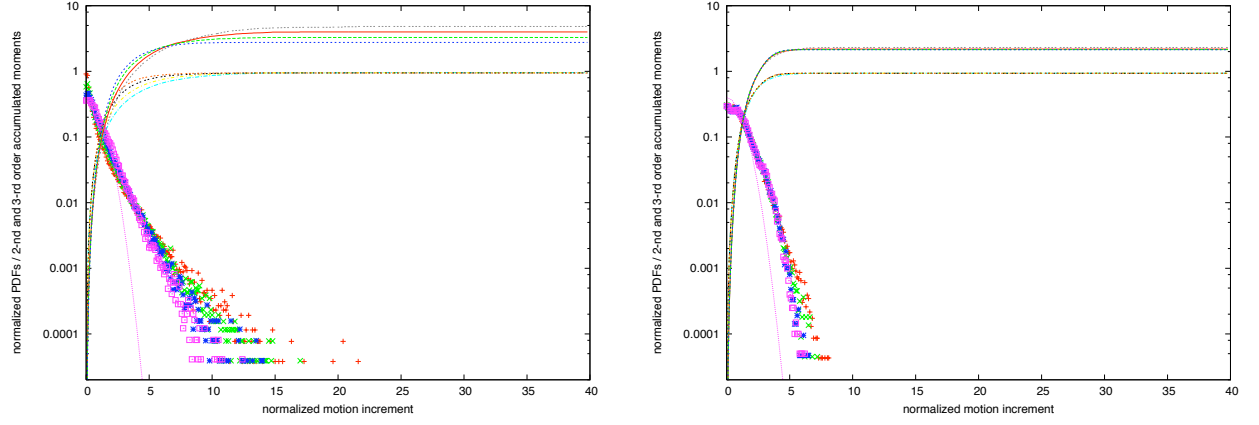 normalized PDFs / 2-nd and 3-rd order accumulated moments
10
1
0.1
0.01
0.001
0.0001
0 5 10 15 20 25 30 35 40
normalized motion increment
normalized PDFs / 2-nd and 3-rd order accumulated moments
10
1
0.1
0.01
0.001
0.0001
0 5 10 15 20 25 30 35 40
normalized motion increment